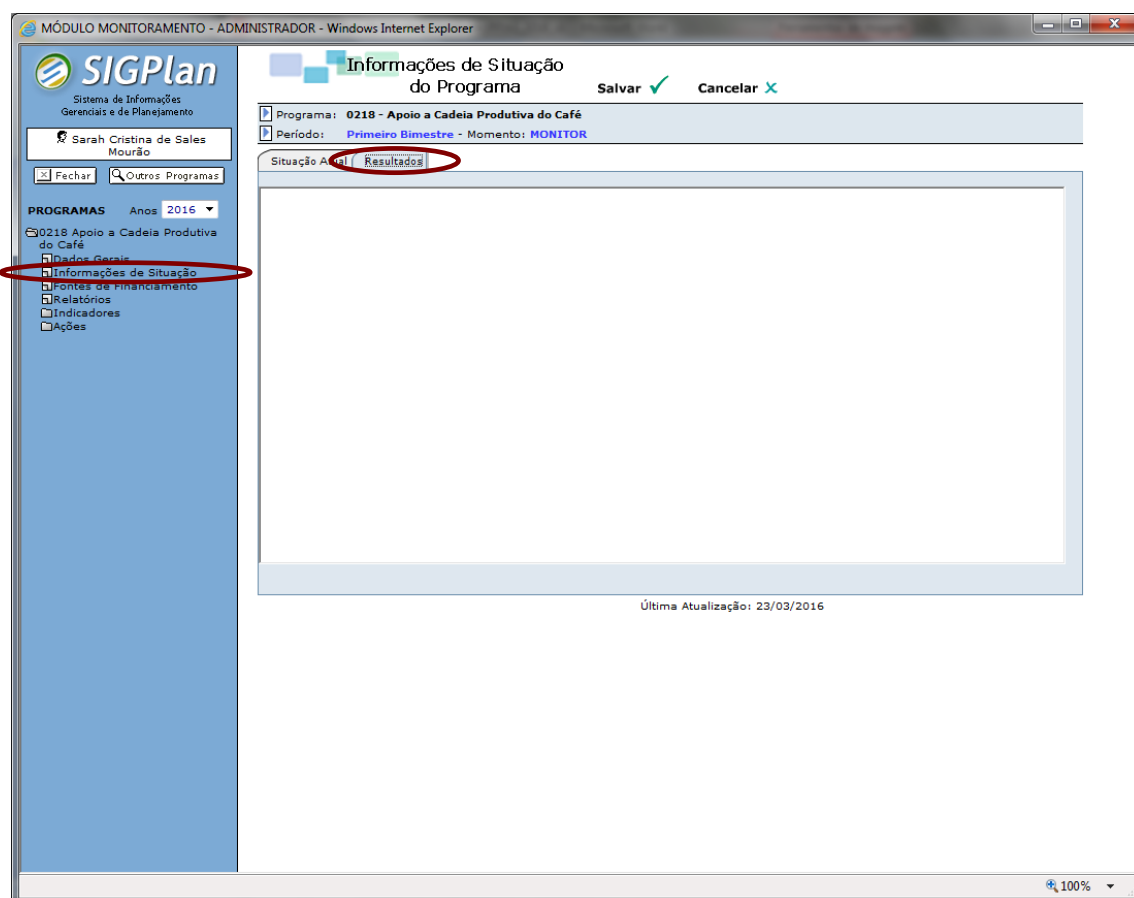 MÓDULO MONITORAMENTO - ADMINISTRADOR - Windows Internet Explorer
SIGPlan
Sistema de Informações
Gerenciais e de Planejamento
Sarah Cristina de Sales
Mourão
Fechar Outros Programas
PROGRAMAS Anos 2016
0218 Apoio a Cadeia Produtiva
do Café
Dados Gerais
Informações de Situação
Fontes de Financiamento
Relatórios
Indicadores
Ações
Informações de Situação
do Programa
Salvar Cancelar
Programa: 0218 - Apoio a Cadeia Produtiva do Café
Período: Primeiro Bimestre - Momento: MONITOR
Situação Atual Resultados
Última Atualização: 23/03/2016
100%